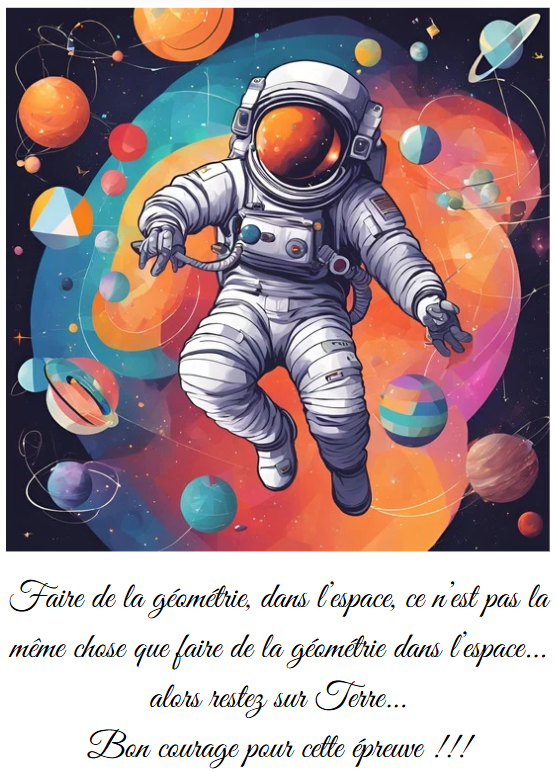 Faire de la géométrie, dans l'espace, ce n'est pas la
même chose que faire de la géométrie dans l'espace...
alors restez sur Terre...
Bon courage pour cette épreuve !!!